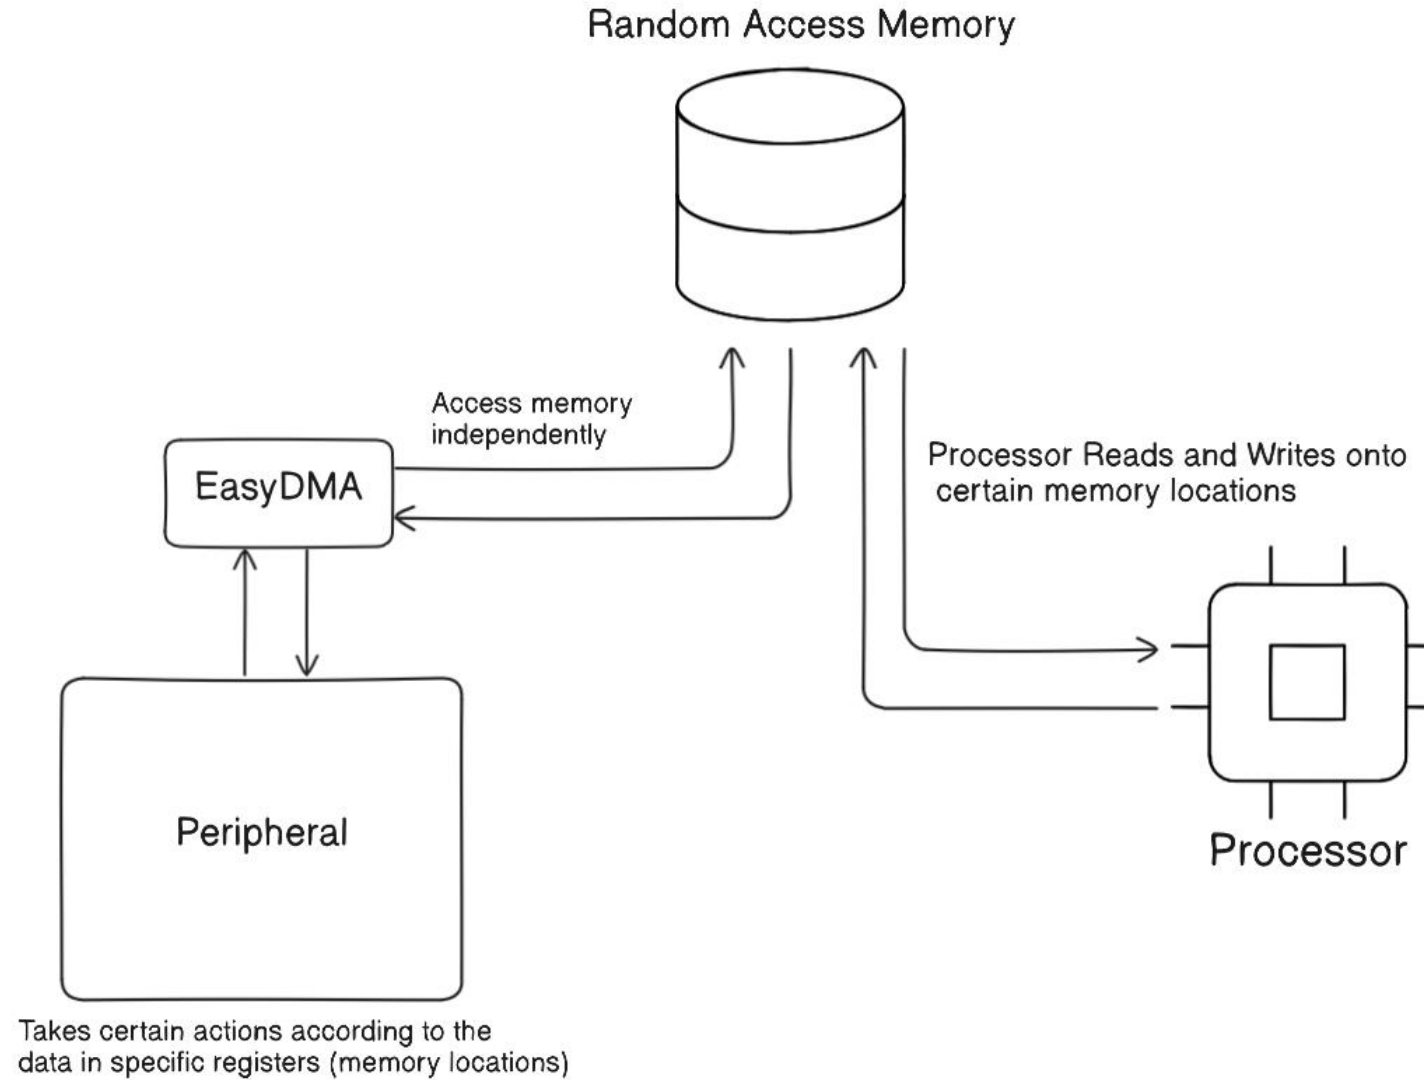 Random Access Memory
Access memory
independently
EasyDMA
Processor Reads and Writes onto
certain memory locations
Peripheral
Processor
Takes certain actions according to the
data in specific registers (memory locations)